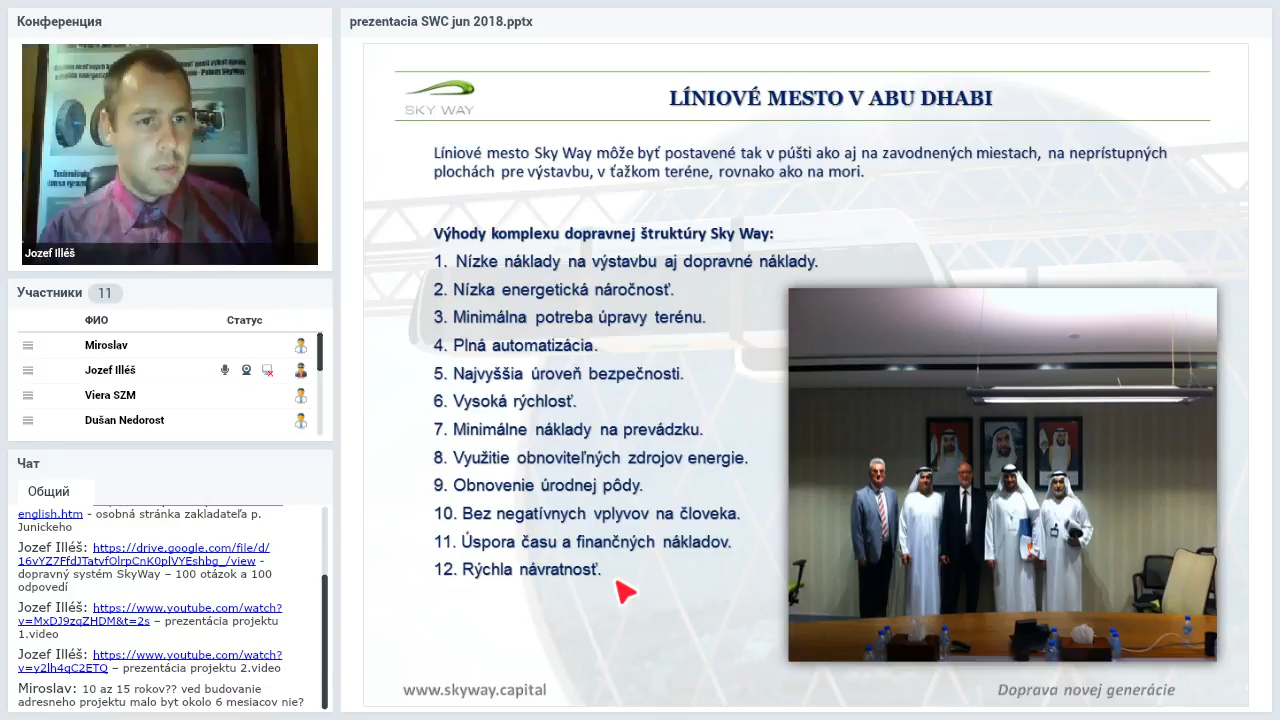 Конференция
Jozef Illéš
Участники 11
ФИО Статус
Miroslav
Jozef Illéš
Viera SZM
Dušan Nedorost
Чат
Общий
english.htm - osobná stránka zakladateľa p.
Junickeho
Jozef Illéš: https://drive.google.com/file/d/
16vYZ7FfdJTatvfOlrpCnK0plVYEshbg_/view -
dopravný systém SkyWay – 100 otázok a 100
odpovedí
Jozef Illéš: https://www.youtube.com/watch?
v=MxDJ9zqZHDM&t=2s – prezentácia projektu
1.video
Jozef Illéš: https://www.youtube.com/watch?
v=y2lh4qC2ETQ – prezentácia projektu 2.video
Miroslav: 10 az 15 rokov?? ved budovanie
adresneho projektu malo byt okolo 6 mesiacov nie?
prezentacia SWC jun 2018.pptx
SKY WAY
LÍNIOVÉ MESTO V ABU DHABI
Líniové mesto Sky Way môže byť postavené tak v púšti ako aj na zavodnených miestach, na neprístupných
plochách pre výstavbu, v ťažkom teréne, rovnako ako na mori.
Výhody komplexu dopravnej štruktúry Sky Way:
1. Nízke náklady na výstavbu aj dopravné náklady.
2. Nízka energetická náročnosť.
3. Minimálna potreba úpravy terénu.
4. Plná automatizácia.
5. Najvyššia úroveň bezpečnosti.
6. Vysoká rýchlosť.
7. Minimálne náklady na prevádzku.
8. Využitie obnoviteľných zdrojov energie.
9. Obnovenie úrodnej pôdy.
10. Bez negatívnych vplyvov na človeka.
11. Úspora času a finančných nákladov.
12. Rýchla návratnosť.
www.skyway.capital
Doprava novej generácie